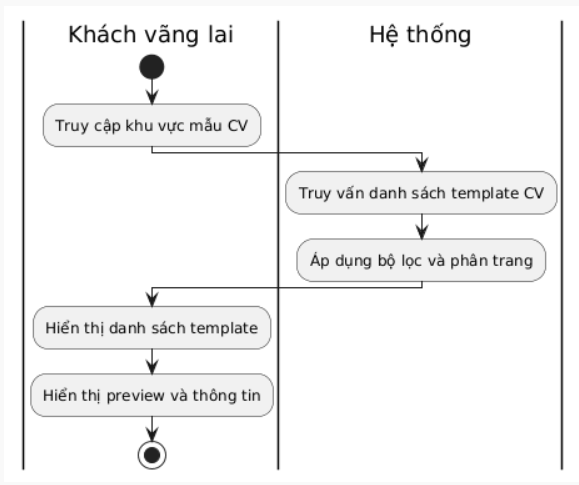 Khách vãng lai
Hệ thống
Truy cập khu vực mẫu CV
Truy vấn danh sách template CV
Áp dụng bộ lọc và phân trang
Hiển thị danh sách template
Hiển thị preview và thông tin